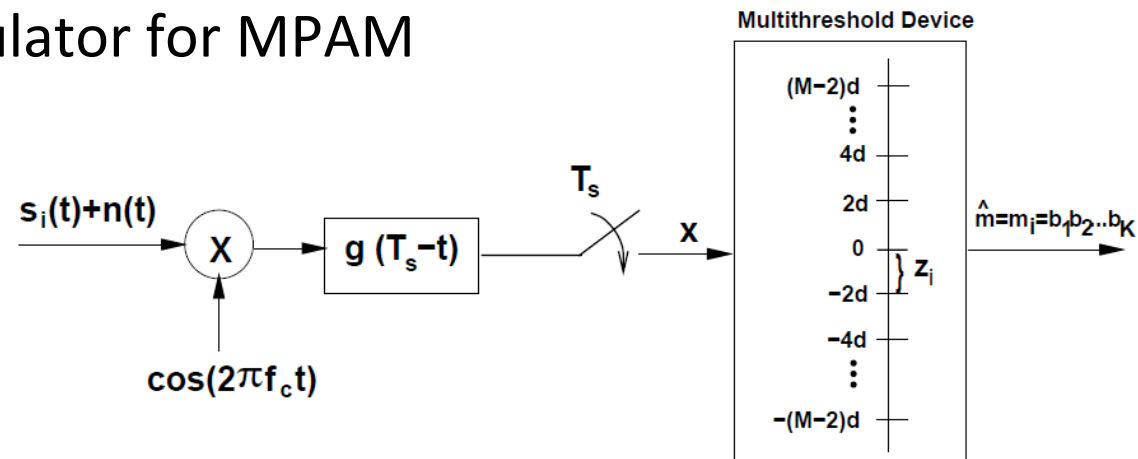 ulator for MPAM
Multithreshold Device
(M−2)d
4d
2d
0
−2d
−4d
−(M−2)d
z_i
s_i(t)+n(t)
X
cos(2πf_c t)
g (T_s−t)
T_s
x
m̂=m_i=b_1b_2..b_K